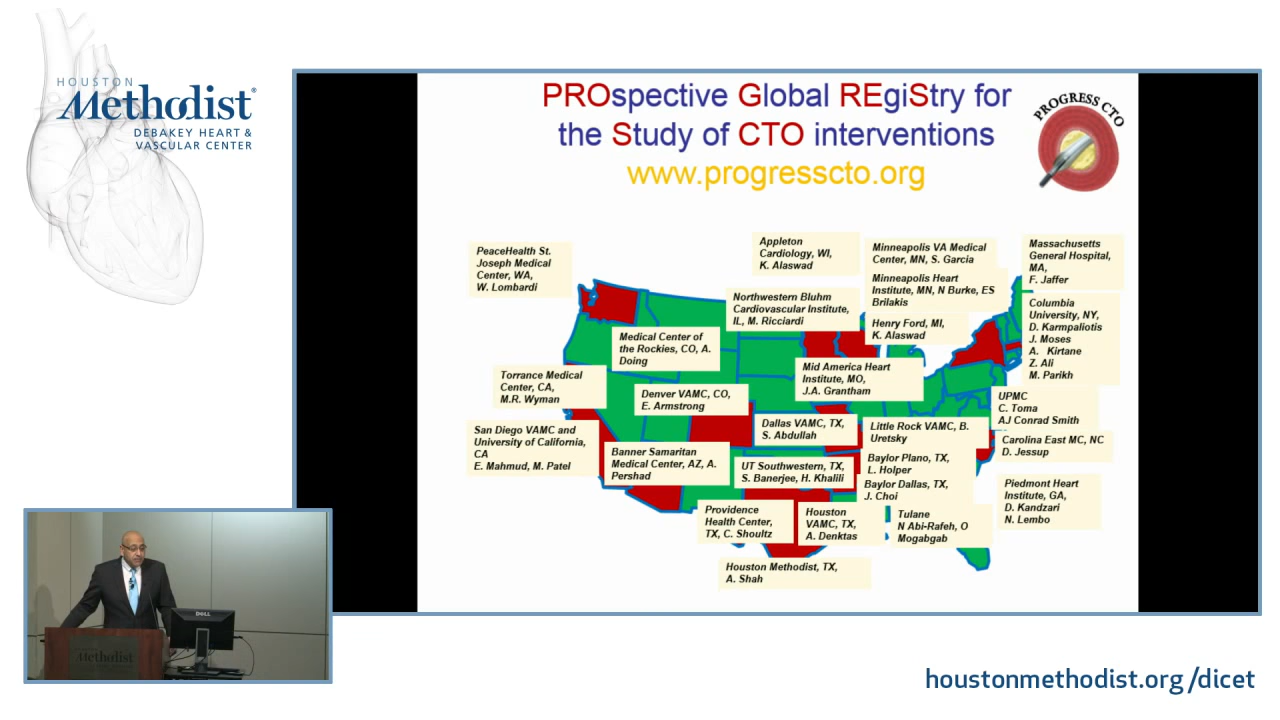 HOUSTON
Methodist®
DEBAKEY HEART &
VASCULAR CENTER
PROspective Global REgiStry for
the Study of CTO interventions
www.progresscto.org
PROGRESS CTO
PeaceHealth St.
Joseph Medical
Center, WA,
W. Lombardi
Appleton
Cardiology, WI,
K. Alaswad
Minneapolis VA Medical
Center, MN, S. Garcia
Minneapolis Heart
Institute, MN, N Burke, ES
Brilakis
Massachusetts
General Hospital,
MA,
F. Jaffer
Northwestern Bluhm
Cardiovascular Institute,
IL, M. Ricciardi
Henry Ford, MI,
K. Alaswad
Columbia
University, NY,
D. Karmpaliotis
J. Moses
A. Kirtane
Z. Ali
M. Parikh
Medical Center of
the Rockies, CO, A.
Doing
Mid America Heart
Institute, MO,
J.A. Grantham
Torrance Medical
Center, CA,
M.R. Wyman
Denver VAMC, CO,
E. Armstrong
UPMC
C. Toma
AJ Conrad Smith
San Diego VAMC and
University of California,
CA
E. Mahmud, M. Patel
Dallas VAMC, TX,
S. Abdullah
Little Rock VAMC, B.
Uretsky
Carolina East MC, NC
D. Jessup
Banner Samaritan
Medical Center, AZ, A.
Pershad
UT Southwestern, TX,
S. Banerjee, H. Khalili
Baylor Plano, TX,
L. Holper
Baylor Dallas, TX,
J. Choi
Piedmont Heart
Institute, GA,
D. Kandzari
N. Lembo
Providence
Health Center,
TX, C. Shoultz
Houston
VAMC, TX,
A. Denktas
Tulane
N Abi-Rafeh, O
Mogabgab
Houston Methodist, TX,
A. Shah
DELL
Methodist
houstonmethodist.org/dicet